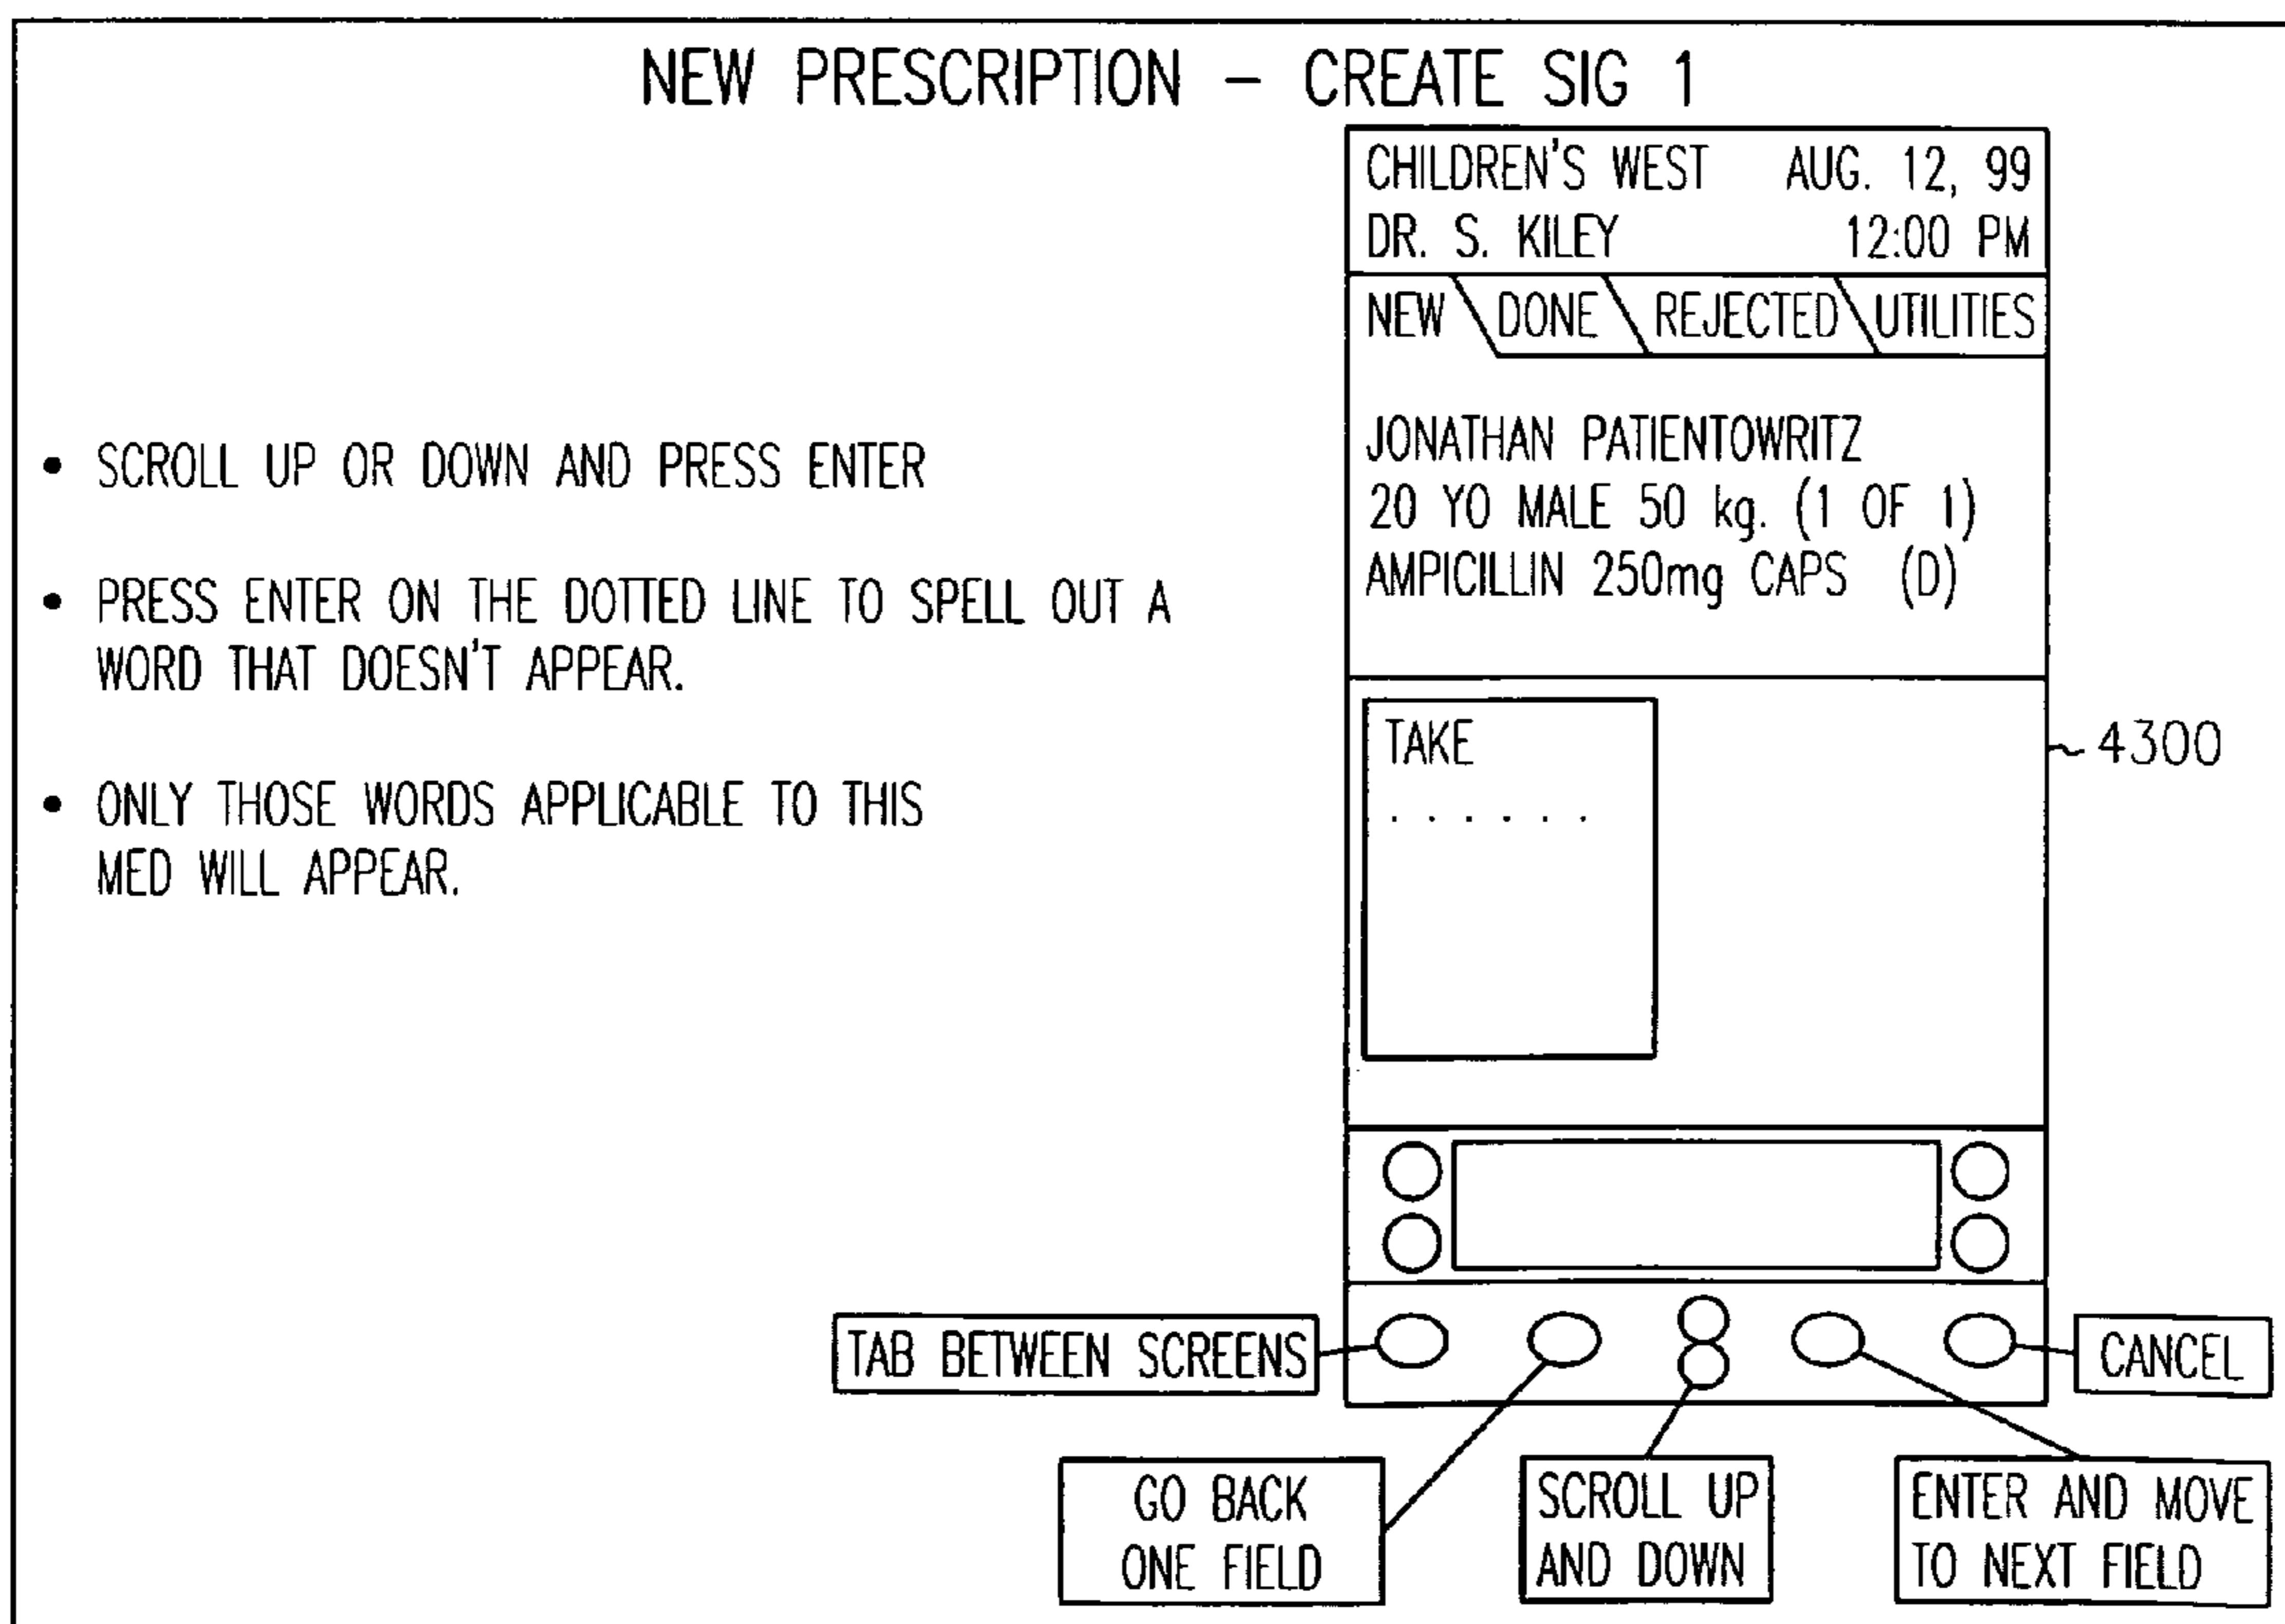 NEW PRESCRIPTION – CREATE SIG 1
• SCROLL UP OR DOWN AND PRESS ENTER
• PRESS ENTER ON THE DOTTED LINE TO SPELL OUT A
WORD THAT DOESN'T APPEAR.
• ONLY THOSE WORDS APPLICABLE TO THIS
MED WILL APPEAR.
CHILDREN'S WEST AUG. 12, 99
DR. S. KILEY 12:00 PM
NEW DONE REJECTED UTILITIES
JONATHAN PATIENTOWRITZ
20 YO MALE 50 kg. (1 OF 1)
AMPICILLIN 250mg CAPS (D)
TAKE
. . . . . .
4300
TAB BETWEEN SCREENS
CANCEL
GO BACK
ONE FIELD
SCROLL UP
AND DOWN
ENTER AND MOVE
TO NEXT FIELD